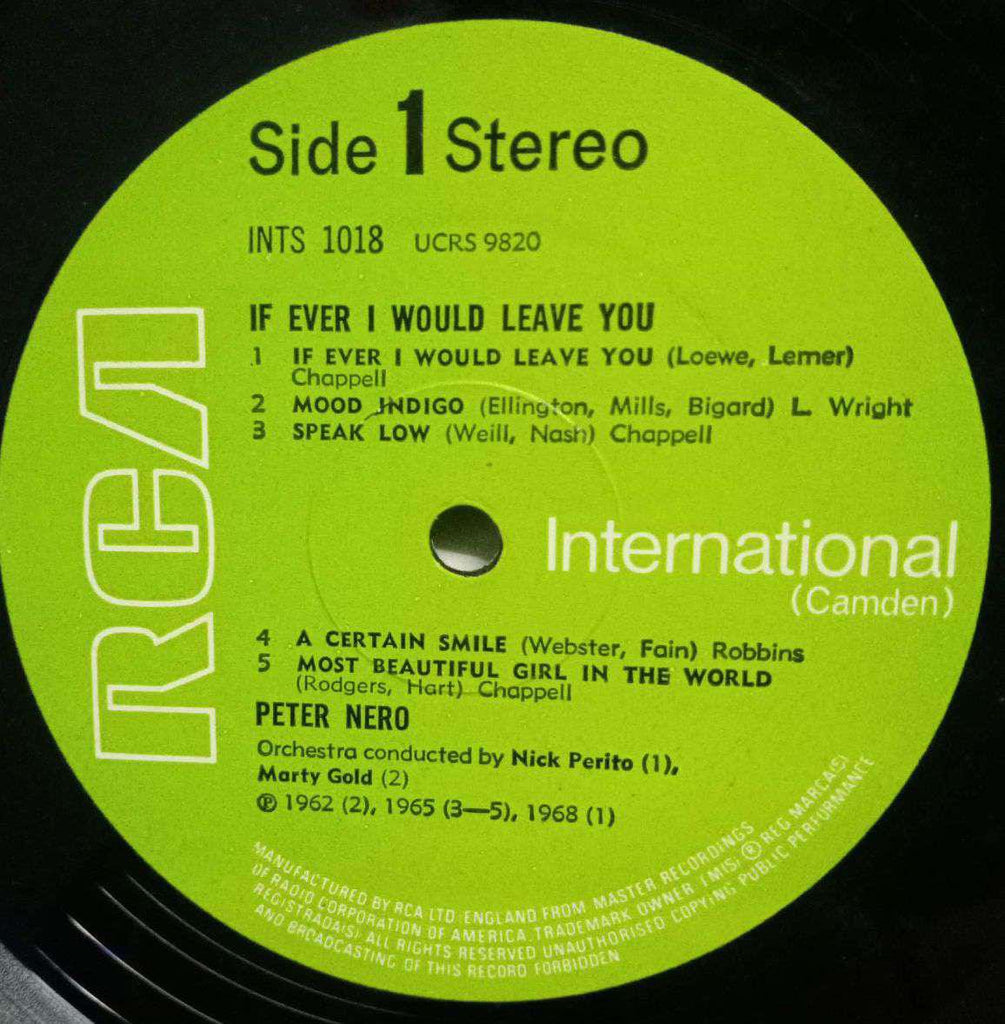 Side 1 Stereo
INTS 1018 UCRS 9820
IF EVER I WOULD LEAVE YOU
1 IF EVER I WOULD LEAVE YOU (Loewe, Lerner)
Chappell
2 MOOD INDIGO (Ellington, Mills, Bigard) L. Wright
3 SPEAK LOW (Weill, Nash) Chappell
RCA
International
(Camden)
4 A CERTAIN SMILE (Webster, Fain) Robbins
5 MOST BEAUTIFUL GIRL IN THE WORLD
(Rodgers, Hart) Chappell
PETER NERO
Orchestra conducted by Nick Perito (1),
Marty Gold (2)
℗ 1962 (2), 1965 (3—5), 1968 (1)
MANUFACTURED BY RCA LTD. ENGLAND FROM MASTER RECORDINGS
OF RADIO CORPORATION OF AMERICA. TRADEMARK OWNER (MIS) ® REG. MARCA(S)
REGISTRADA(S) ALL RIGHTS RESERVED UNAUTHORISED COPYING PUBLIC PERFORMANCE
AND BROADCASTING OF THIS RECORD FORBIDDEN